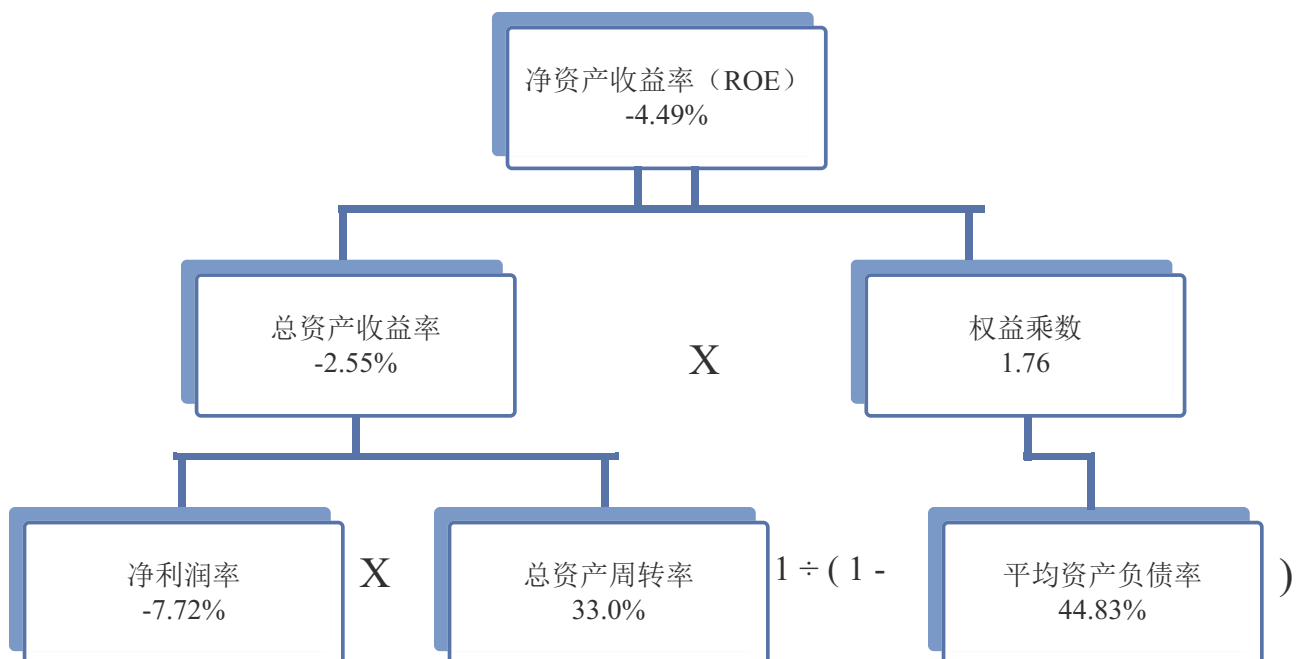 净资产收益率（ROE）
-4.49%
总资产收益率
-2.55%
X
权益乘数
1.76
净利润率
-7.72%
X
总资产周转率
33.0%
1 ÷ ( 1 -
平均资产负债率
44.83%
)